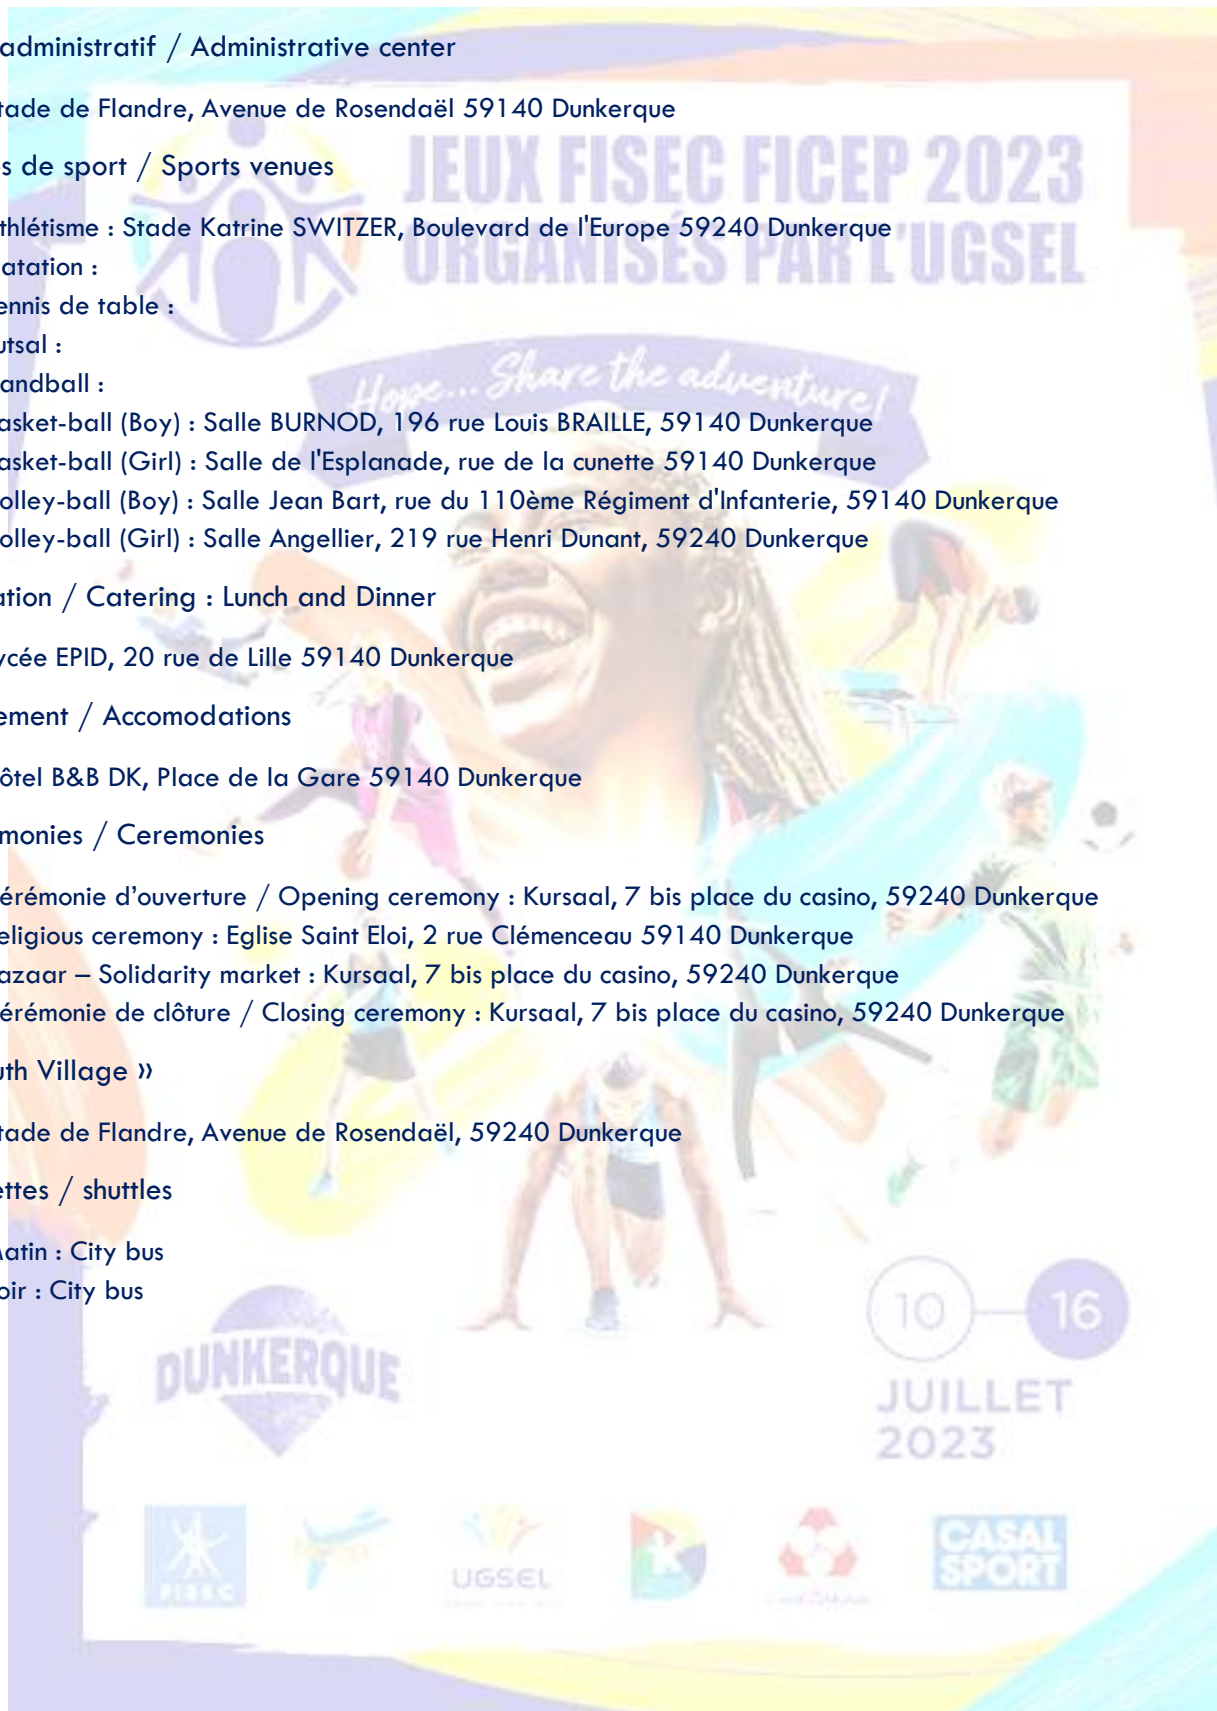 administratif / Administrative center
tade de Flandre, Avenue de Rosendaël 59140 Dunkerque
s de sport / Sports venues
JEUX FISEC FICEP 2023
ORGANISÉS PAR L'UGSEL
thlétisme : Stade Katrine SWITZER, Boulevard de l'Europe 59240 Dunkerque
atation :
ennis de table :
utsal :
andball :
Hope... Share the adventure!
asket-ball (Boy) : Salle BURNOD, 196 rue Louis BRAILLE, 59140 Dunkerque
asket-ball (Girl) : Salle de l'Esplanade, rue de la cunette 59140 Dunkerque
olley-ball (Boy) : Salle Jean Bart, rue du 110ème Régiment d'Infanterie, 59140 Dunkerque
olley-ball (Girl) : Salle Angellier, 219 rue Henri Dunant, 59240 Dunkerque
ation / Catering : Lunch and Dinner
ycée EPID, 20 rue de Lille 59140 Dunkerque
ement / Accomodations
ôtel B&B DK, Place de la Gare 59140 Dunkerque
monies / Ceremonies
érémonie d’ouverture / Opening ceremony : Kursaal, 7 bis place du casino, 59240 Dunkerque
eligious ceremony : Eglise Saint Eloi, 2 rue Clémenceau 59140 Dunkerque
azaar – Solidarity market : Kursaal, 7 bis place du casino, 59240 Dunkerque
érémonie de clôture / Closing ceremony : Kursaal, 7 bis place du casino, 59240 Dunkerque
uth Village »
tade de Flandre, Avenue de Rosendaël, 59240 Dunkerque
ettes / shuttles
atin : City bus
oir : City bus
10 16
DUNKERQUE
JUILLET
2023
FISEC
UGSEL
K
CASAL
SPORT